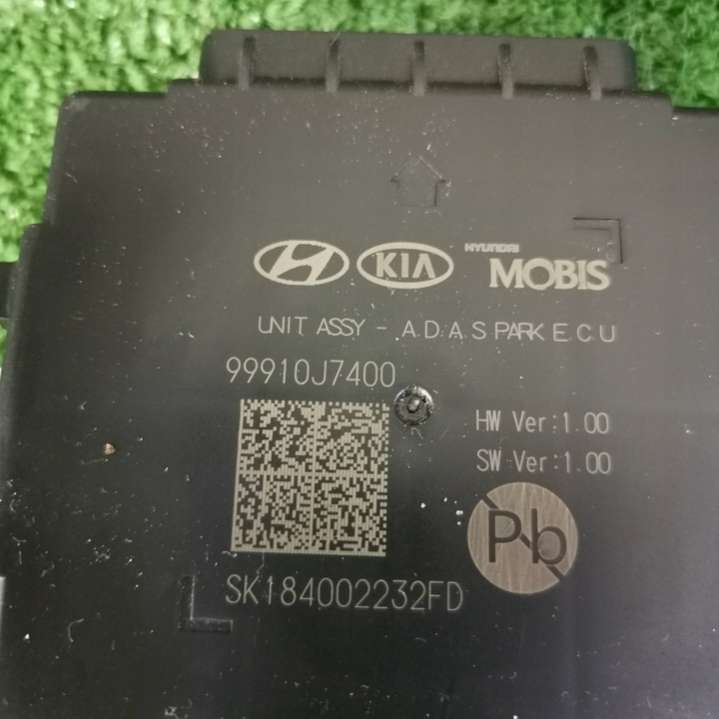 H KIA HYUNDAI MOBIS
UNIT ASSY - A.D.A.S PARK E.C.U
99910J7400
HW Ver:1.00
SW Ver:1.00
Pb
SK184002232FD